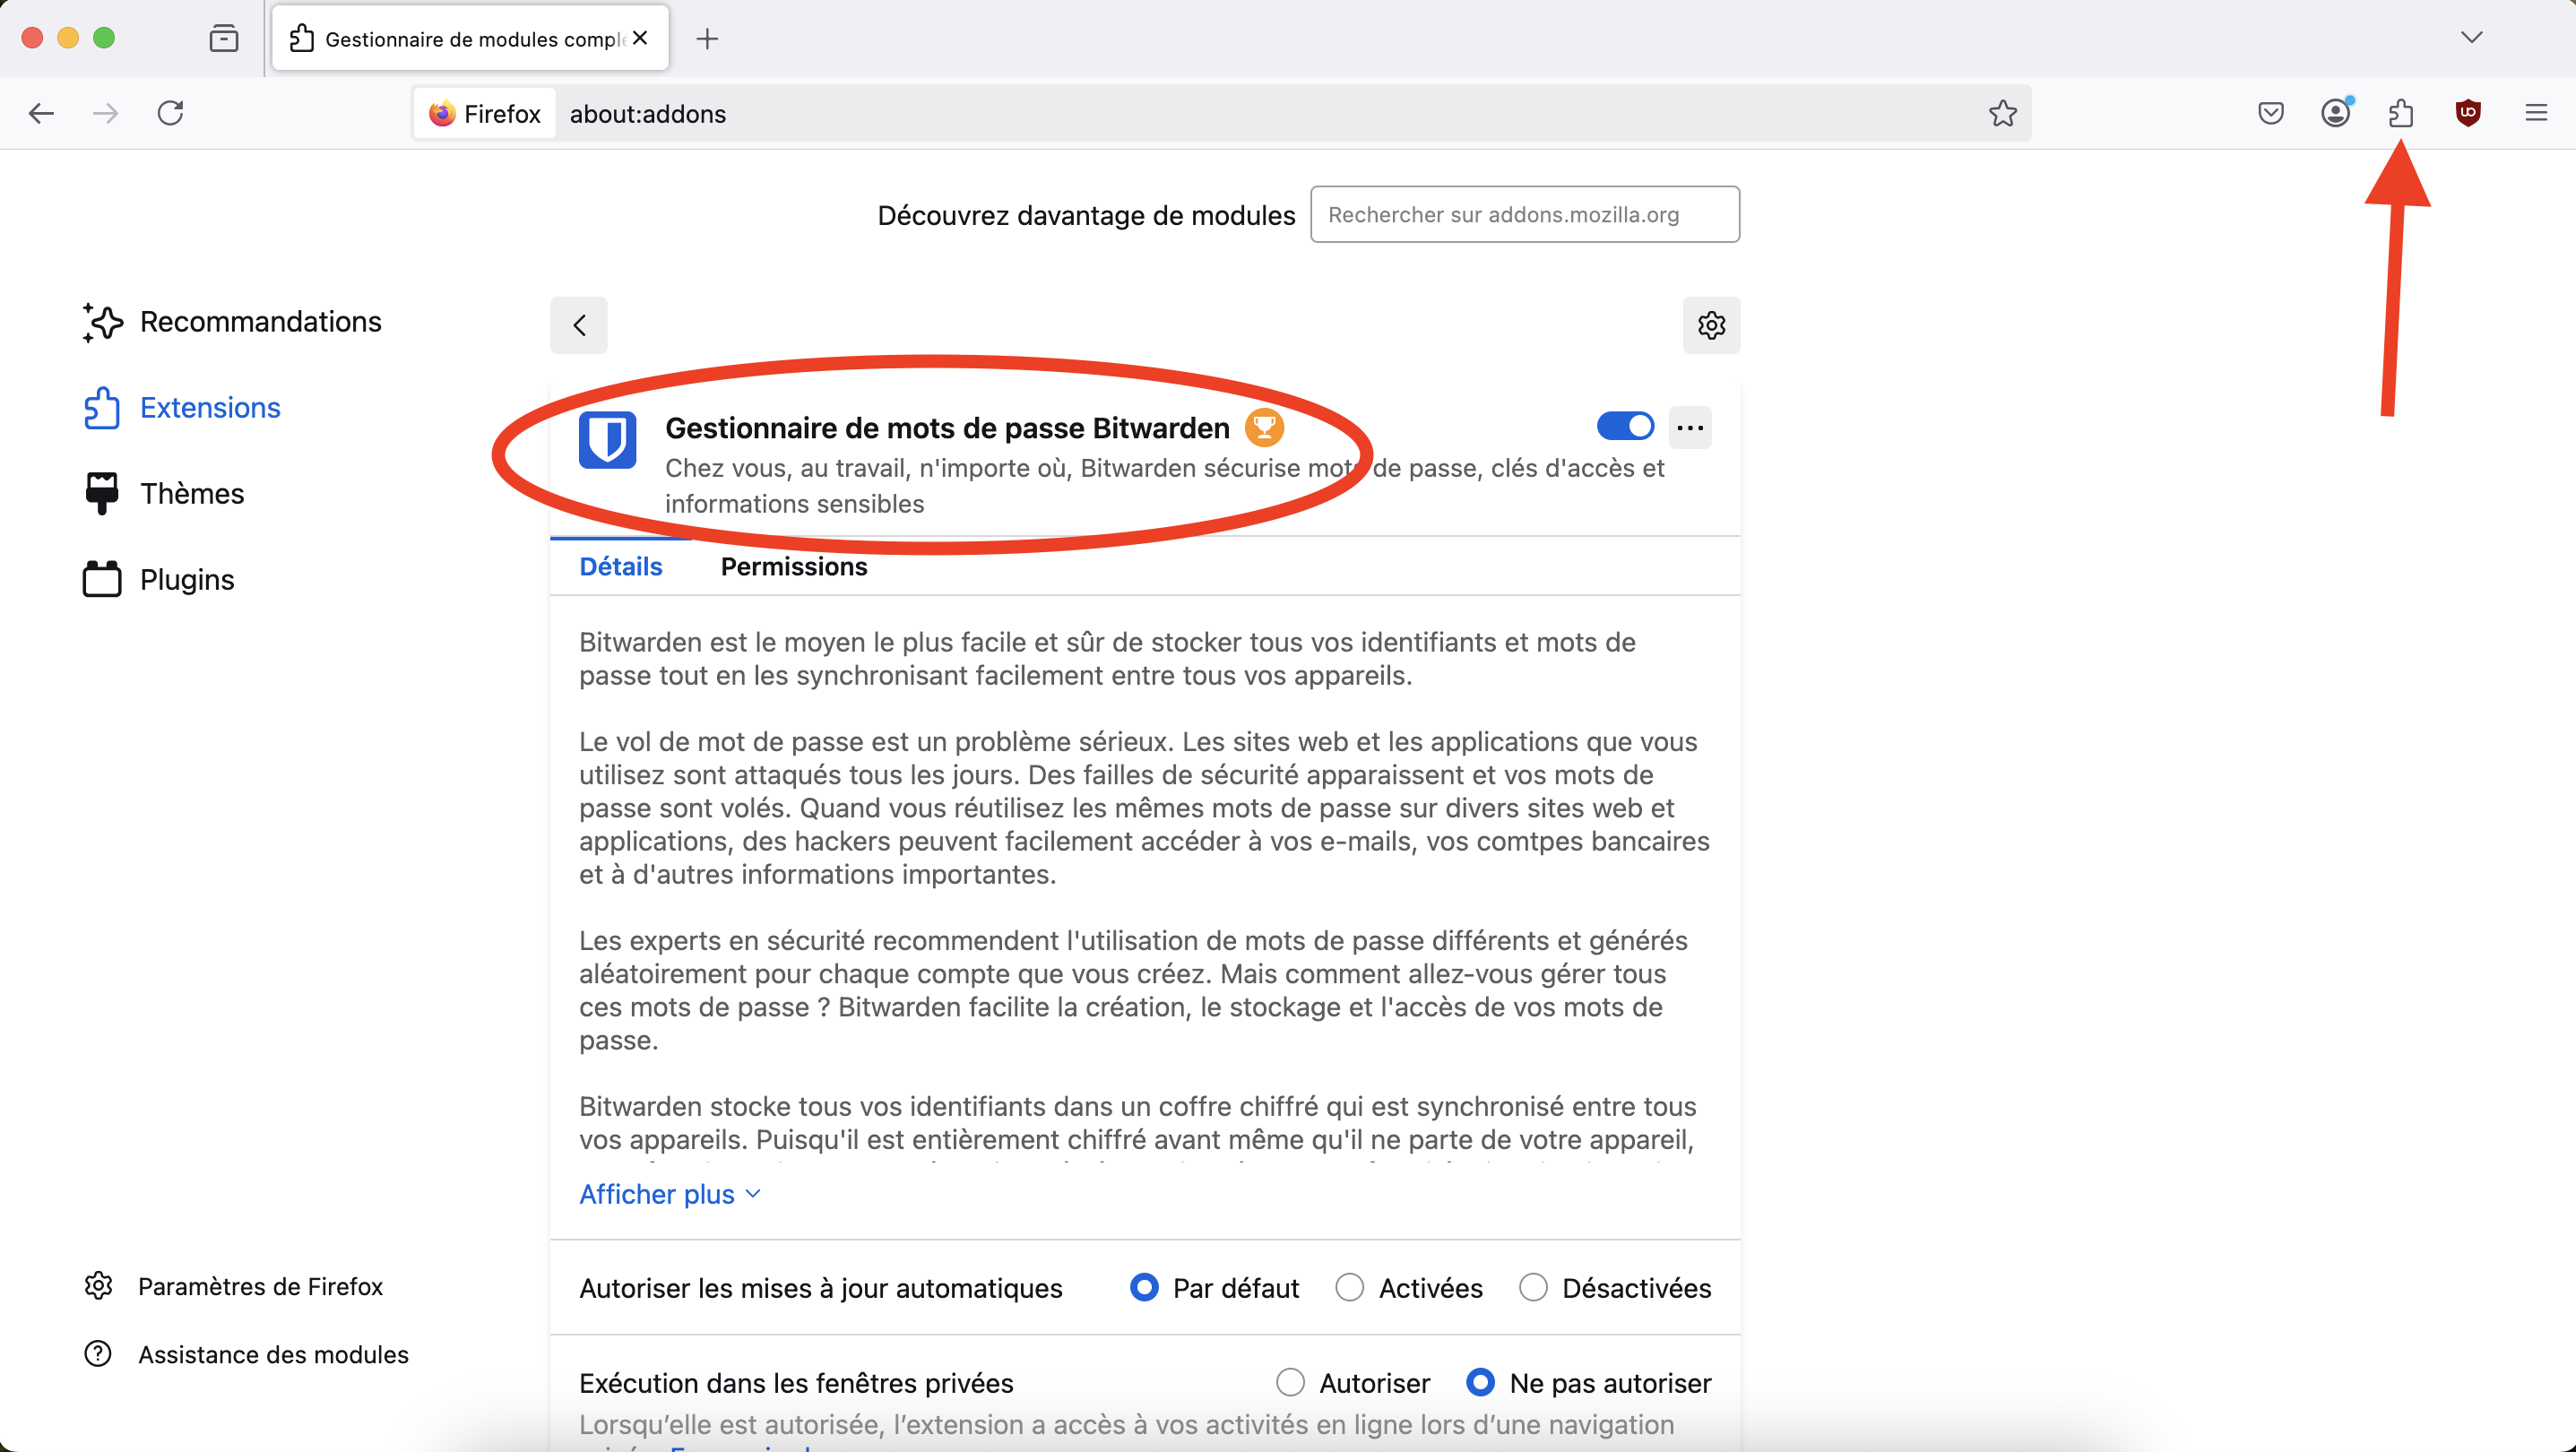 Gestionnaire de modules complé
Firefox
about:addons
Découvrez davantage de modules
Rechercher sur addons.mozilla.org
Recommandations
Extensions
Thèmes
Plugins
Gestionnaire de mots de passe Bitwarden
Chez vous, au travail, n'importe où, Bitwarden sécurise mots de passe, clés d'accès et
informations sensibles
Détails
Permissions
Bitwarden est le moyen le plus facile et sûr de stocker tous vos identifiants et mots de
passe tout en les synchronisant facilement entre tous vos appareils.
Le vol de mot de passe est un problème sérieux. Les sites web et les applications que vous
utilisez sont attaqués tous les jours. Des failles de sécurité apparaissent et vos mots de
passe sont volés. Quand vous réutilisez les mêmes mots de passe sur divers sites web et
applications, des hackers peuvent facilement accéder à vos e-mails, vos comtpes bancaires
et à d'autres informations importantes.
Les experts en sécurité recommendent l'utilisation de mots de passe différents et générés
aléatoirement pour chaque compte que vous créez. Mais comment allez-vous gérer tous
ces mots de passe ? Bitwarden facilite la création, le stockage et l'accès de vos mots de
passe.
Bitwarden stocke tous vos identifiants dans un coffre chiffré qui est synchronisé entre tous
vos appareils. Puisqu'il est entièrement chiffré avant même qu'il ne parte de votre appareil,
Afficher plus
Autoriser les mises à jour automatiques
Par défaut
Activées
Désactivées
Exécution dans les fenêtres privées
Autoriser
Ne pas autoriser
Lorsqu’elle est autorisée, l’extension a accès à vos activités en ligne lors d’une navigation
Paramètres de Firefox
Assistance des modules